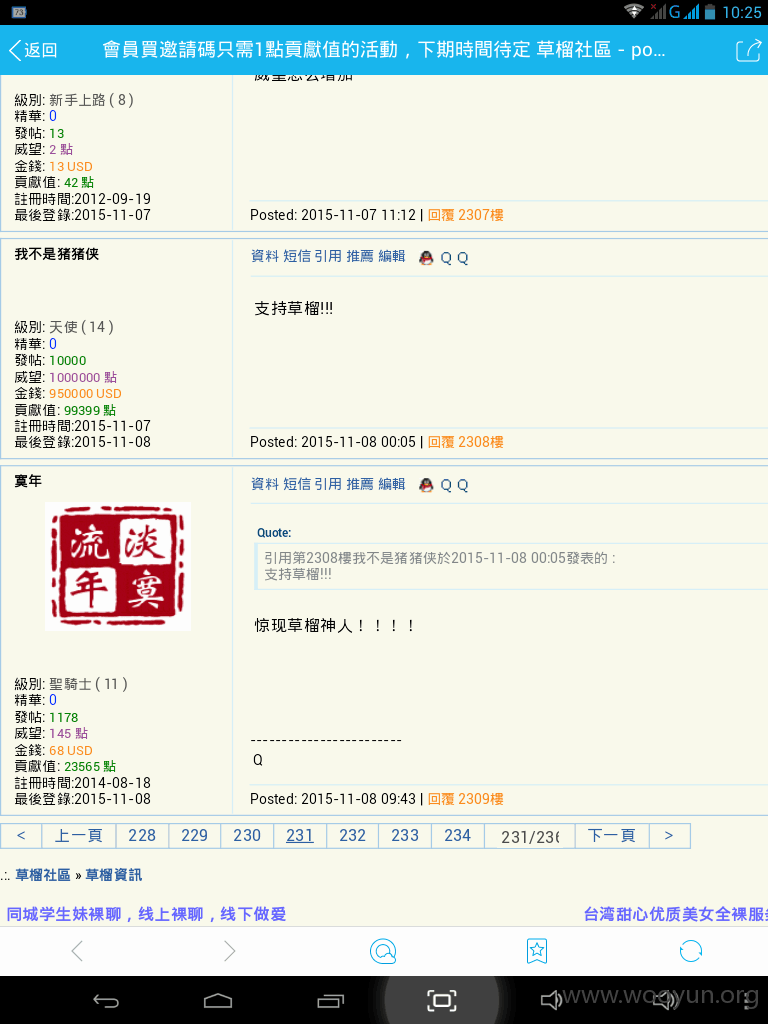 73
10:25
返回
會員買邀請碼只需1點貢獻值的活動，下期時間待定 草榴社區 - po...
威望怎么增加
級別: 新手上路 ( 8 )
精華: 0
發帖: 13
威望: 2 點
金錢: 13 USD
貢獻值: 42 點
註冊時間:2012-09-19
最後登錄:2015-11-07
Posted: 2015-11-07 11:12 | 回覆 2307樓
我不是猪猪侠
資料 短信 引用 推薦 編輯 Q Q
支持草榴!!!
級別: 天使 ( 14 )
精華: 0
發帖: 10000
威望: 1000000 點
金錢: 950000 USD
貢獻值: 99399 點
註冊時間:2015-11-07
最後登錄:2015-11-08
Posted: 2015-11-08 00:05 | 回覆 2308樓
寞年
資料 短信 引用 推薦 編輯 Q Q
流 淡
年 寞
Quote:
引用第2308樓我不是猪猪侠於2015-11-08 00:05發表的 :
支持草榴!!!
惊现草榴神人！！！！
級別: 聖騎士 ( 11 )
精華: 0
發帖: 1178
威望: 145 點
金錢: 68 USD
貢獻值: 23565 點
註冊時間:2014-08-18
最後登錄:2015-11-08
------------------------
Q
Posted: 2015-11-08 09:43 | 回覆 2309樓
< 上一頁 228 229 230 231 232 233 234 231/236 下一頁 >
.:. 草榴社區 » 草榴資訊
同城学生妹裸聊，线上裸聊，线下做爱
台湾甜心优质美女全裸服
www.wooyun.org